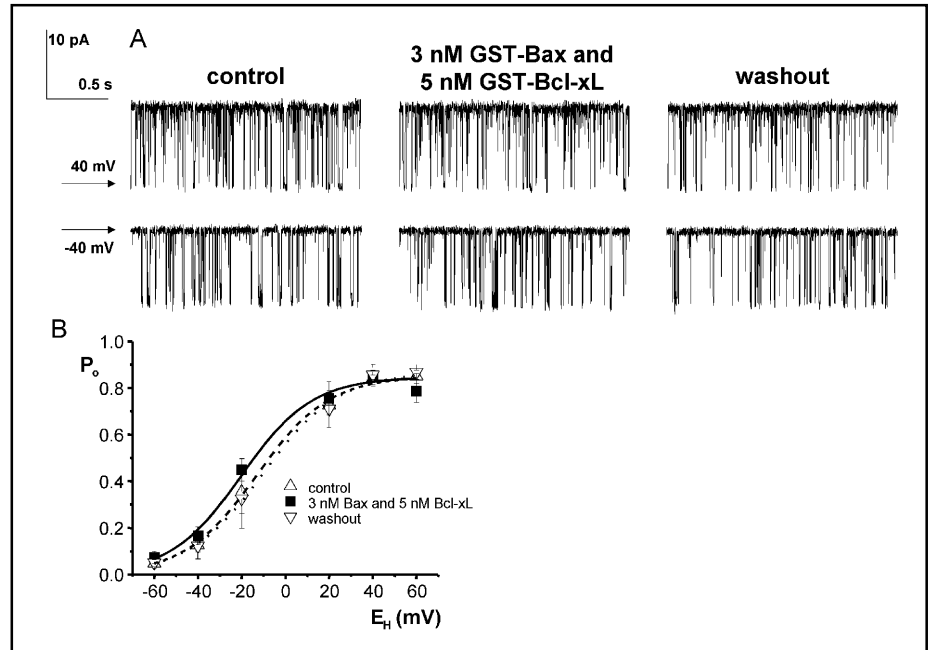 A
10 pA
0.5 s
control
3 nM GST-Bax and
5 nM GST-Bcl-xL
washout
40 mV
-40 mV
B
1.0
Po
0.8
0.6
0.4
0.2
0.0
control
3 nM Bax and 5 nM Bcl-xL
washout
-60 -40 -20 0 20 40 60
EH (mV)